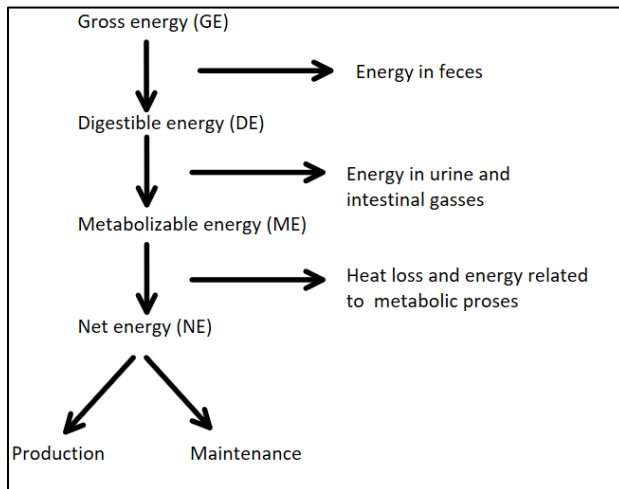 Gross energy (GE)
Energy in feces
Digestible energy (DE)
Energy in urine and
intestinal gasses
Metabolizable energy (ME)
Heat loss and energy related
to metabolic proses
Net energy (NE)
Production
Maintenance